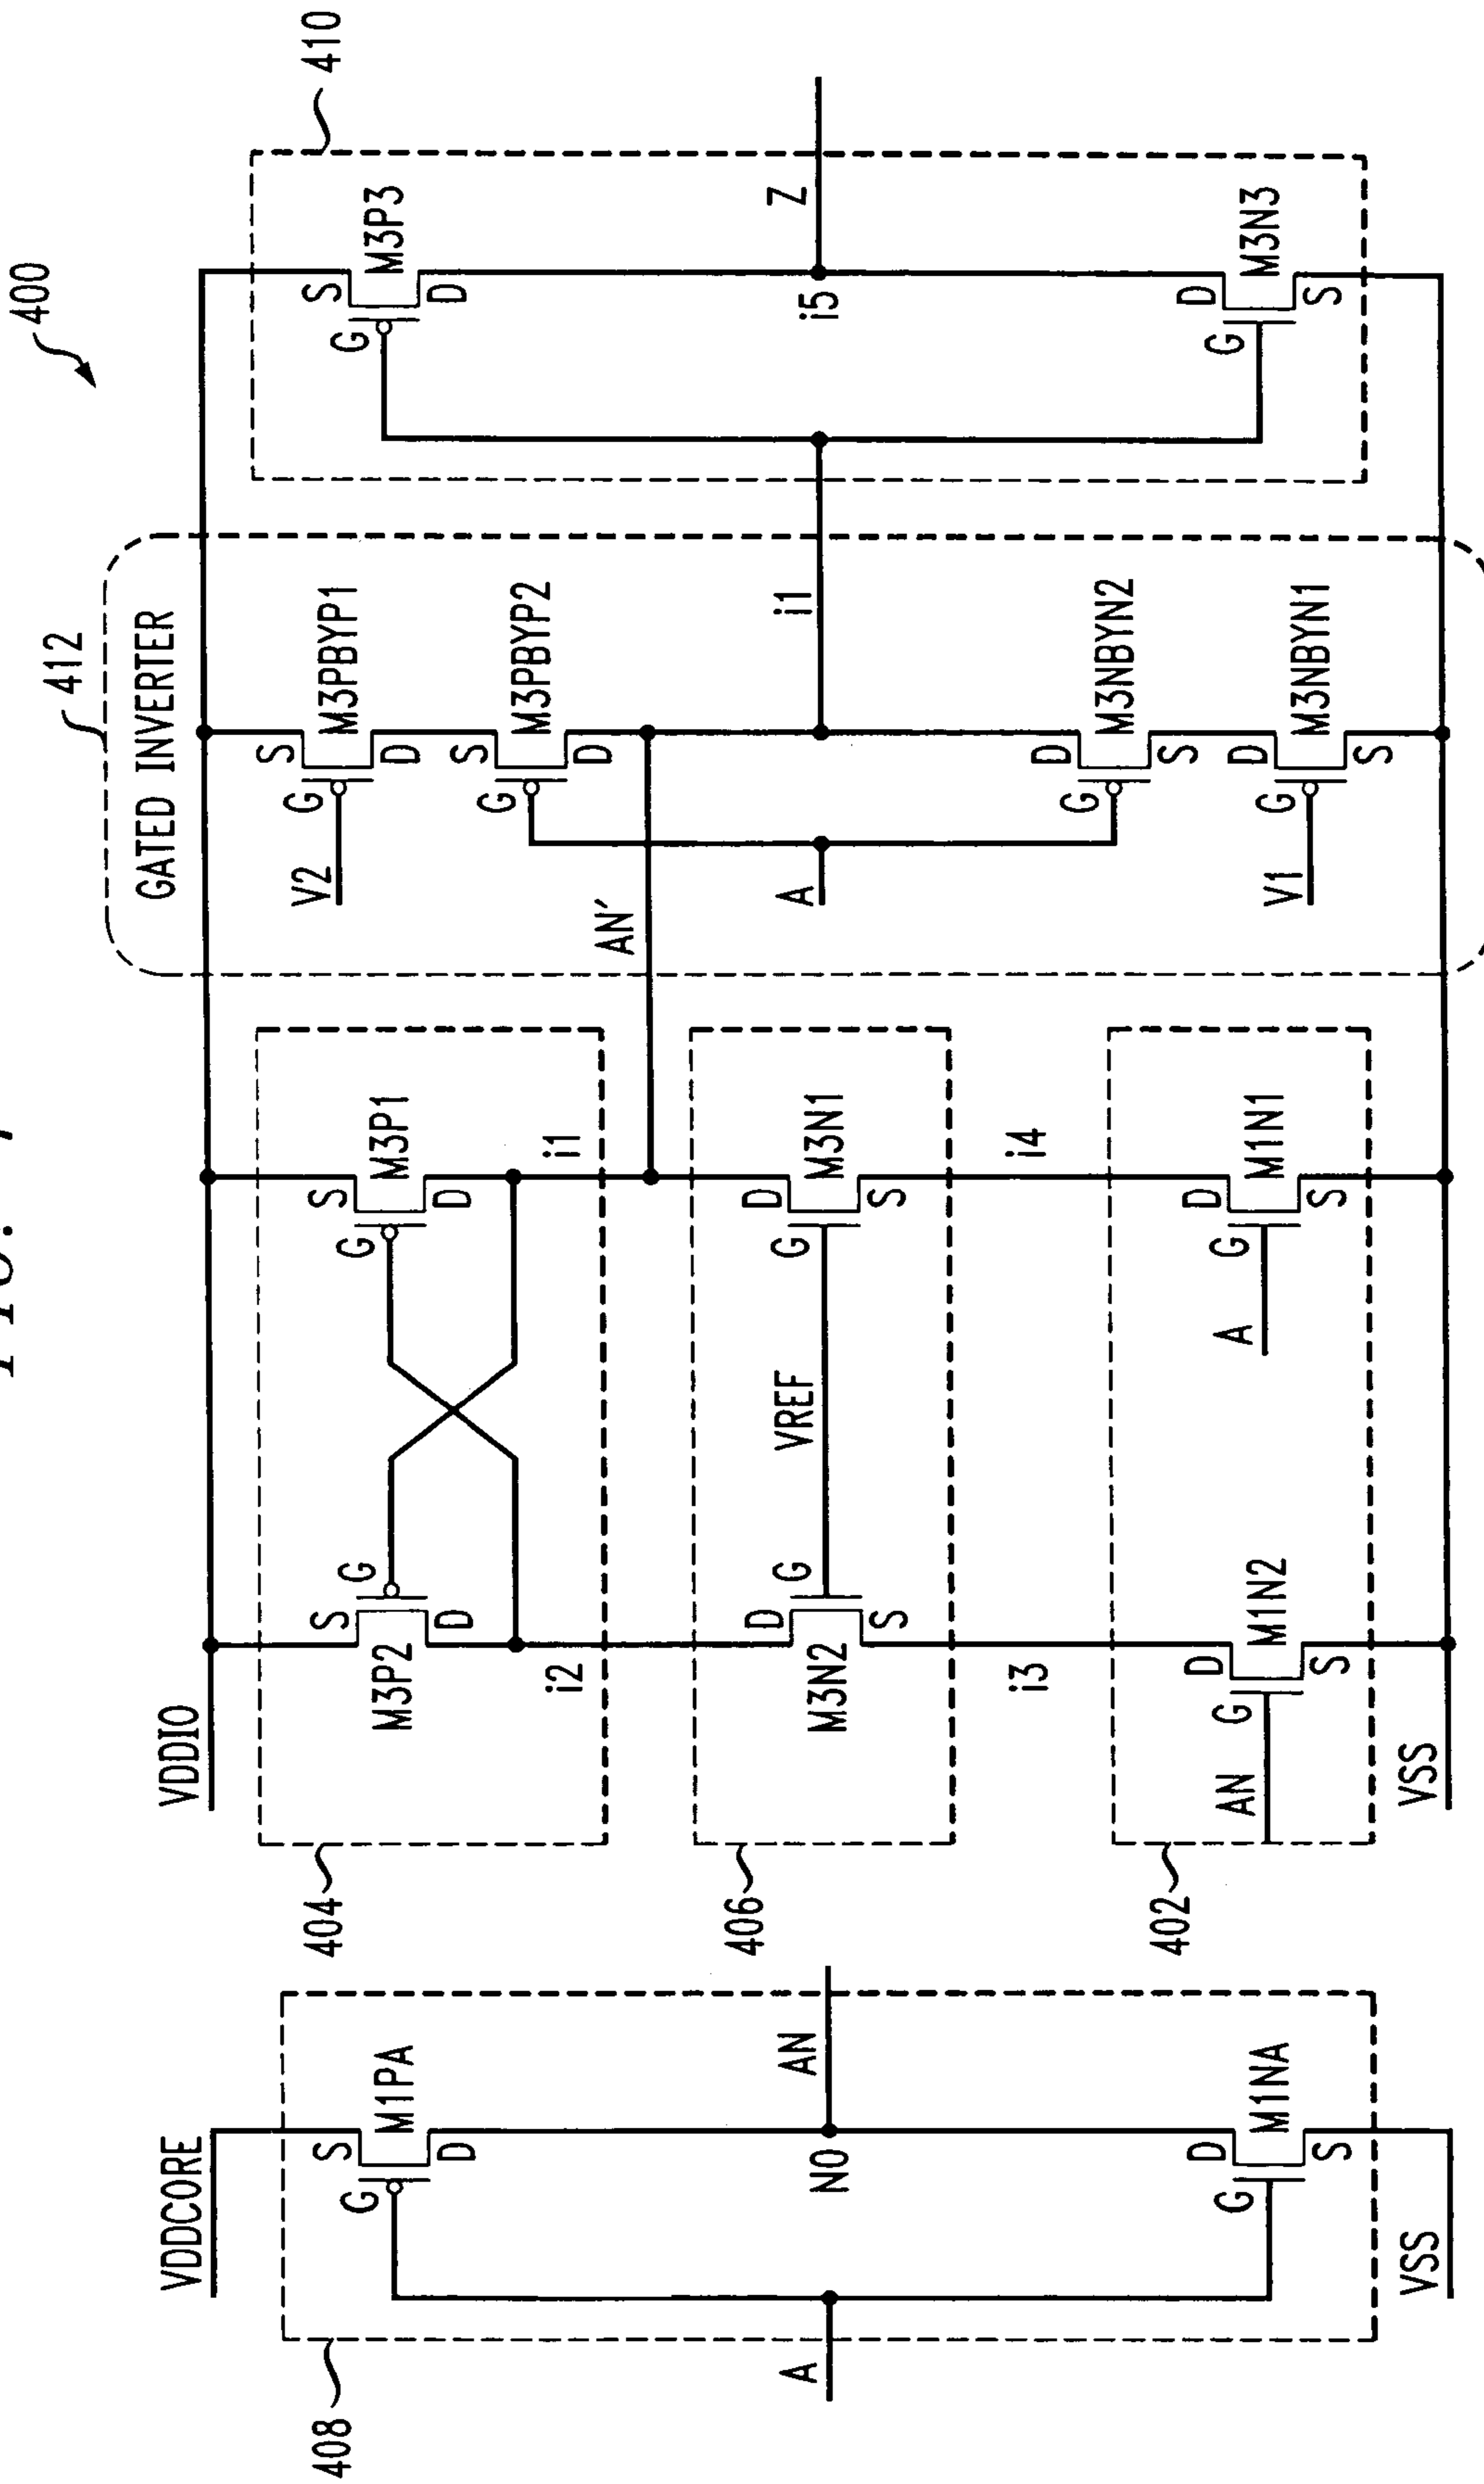 400
VDDCORE
408
S
G
M1PA
D
A
AN
N0
D
G
M1NA
S
VSS
VDDIO
404
S
G
M3P2
D
S
G
M3P1
D
i2
i1
406
D
G
M3N2
S
VREF
D
G
M3N1
S
i3
i4
402
AN
D
G
M1N2
S
A
D
G
M1N1
S
VSS
412
GATED INVERTER
V2
S
G
M3PBYP1
D
S
G
M3PBYP2
D
AN′
A
i1
D
G
M3NBYN2
S
V1
D
G
M3NBYN1
S
410
S
G
M3P3
D
Z
i5
D
G
M3N3
S